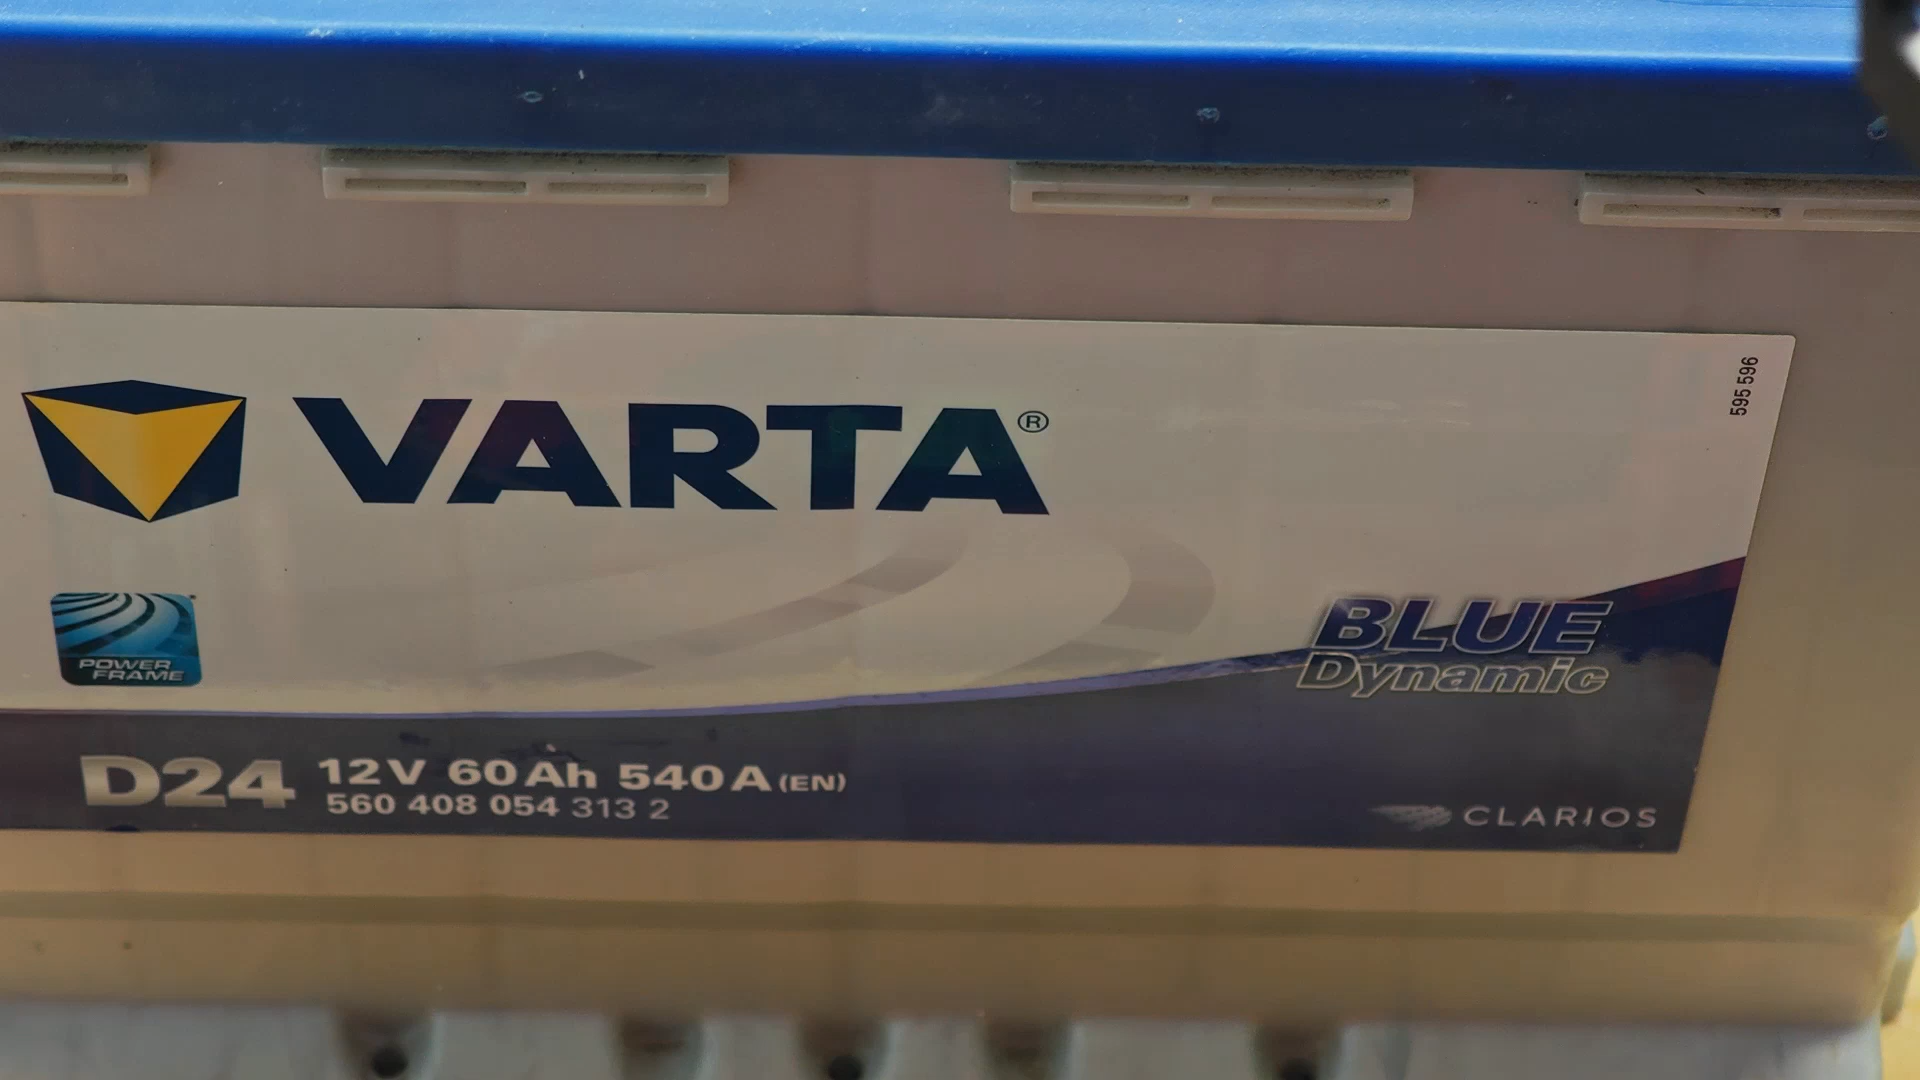 VARTA®
595 596
POWER
FRAME
BLUE
Dynamic
D24
12V 60Ah 540A (EN)
560 408 054 313 2
CLARIOS